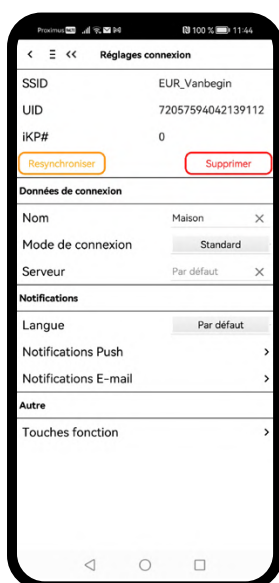 Proximus 100 % 11:44
< << Réglages connexion
SSID EUR_Vanbegin
UID 72057594042139112
iKP# 0
Resynchroniser Supprimer
Données de connexion
Nom Maison ×
Mode de connexion Standard
Serveur Par défaut ×
Notifications
Langue Par défaut
Notifications Push >
Notifications E-mail >
Autre
Touches fonction >